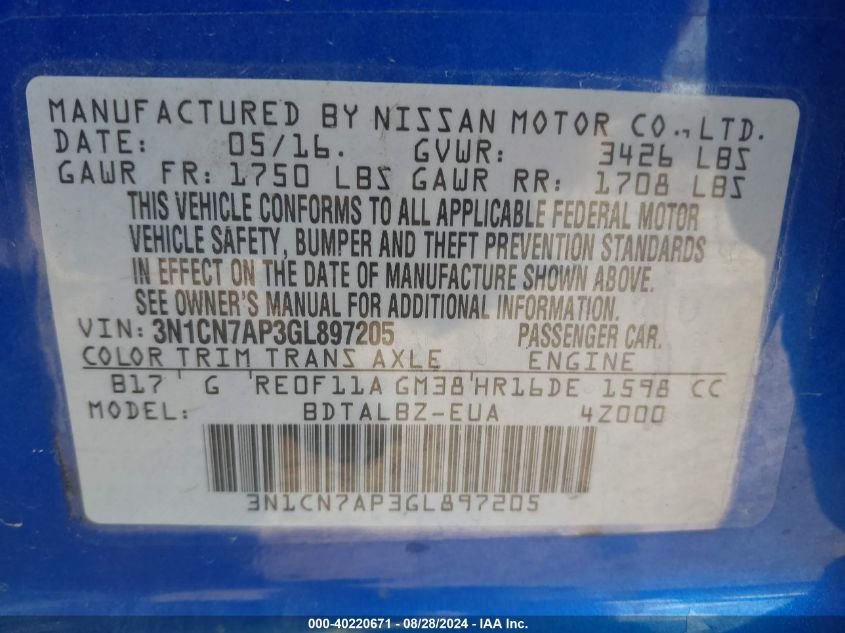 MANUFACTURED BY NISSAN MOTOR CO., LTD.
DATE: 05/16. GVWR: 3426 LBS
GAWR FR: 1750 LBS GAWR RR: 1708 LBS
THIS VEHICLE CONFORMS TO ALL APPLICABLE FEDERAL MOTOR
VEHICLE SAFETY, BUMPER AND THEFT PREVENTION STANDARDS
IN EFFECT ON THE DATE OF MANUFACTURE SHOWN ABOVE.
SEE OWNER'S MANUAL FOR ADDITIONAL INFORMATION.
VIN: 3N1CN7AP3GL897205 PASSENGER CAR.
COLOR TRIM TRANS AXLE ENGINE
B17 G RE0F11A GM38 HR16DE 1598 CC
MODEL: BDTALBZ-EUA 4Z000
3N1CN7AP3GL897205
000-40220671 - 08/28/2024 - IAA Inc.